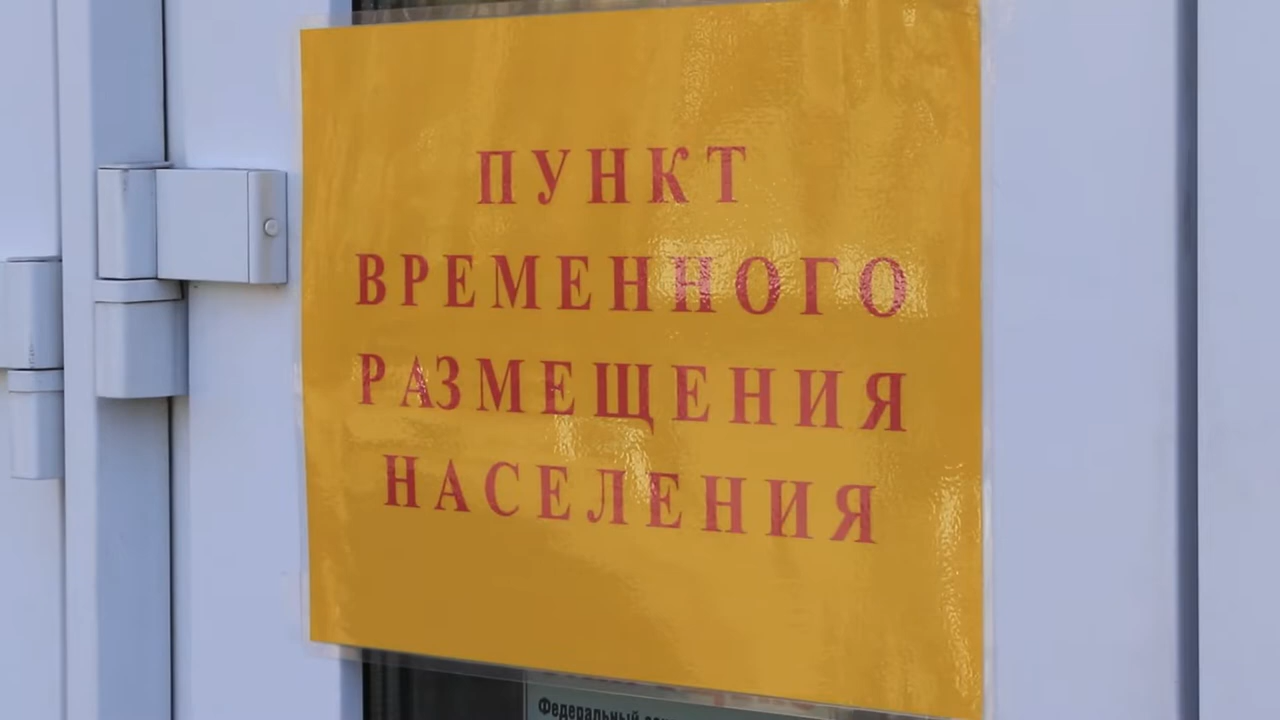 ПУНКТ
ВРЕМЕННОГО
РАЗМЕЩЕНИЯ
НАСЕЛЕНИЯ
Федеральный